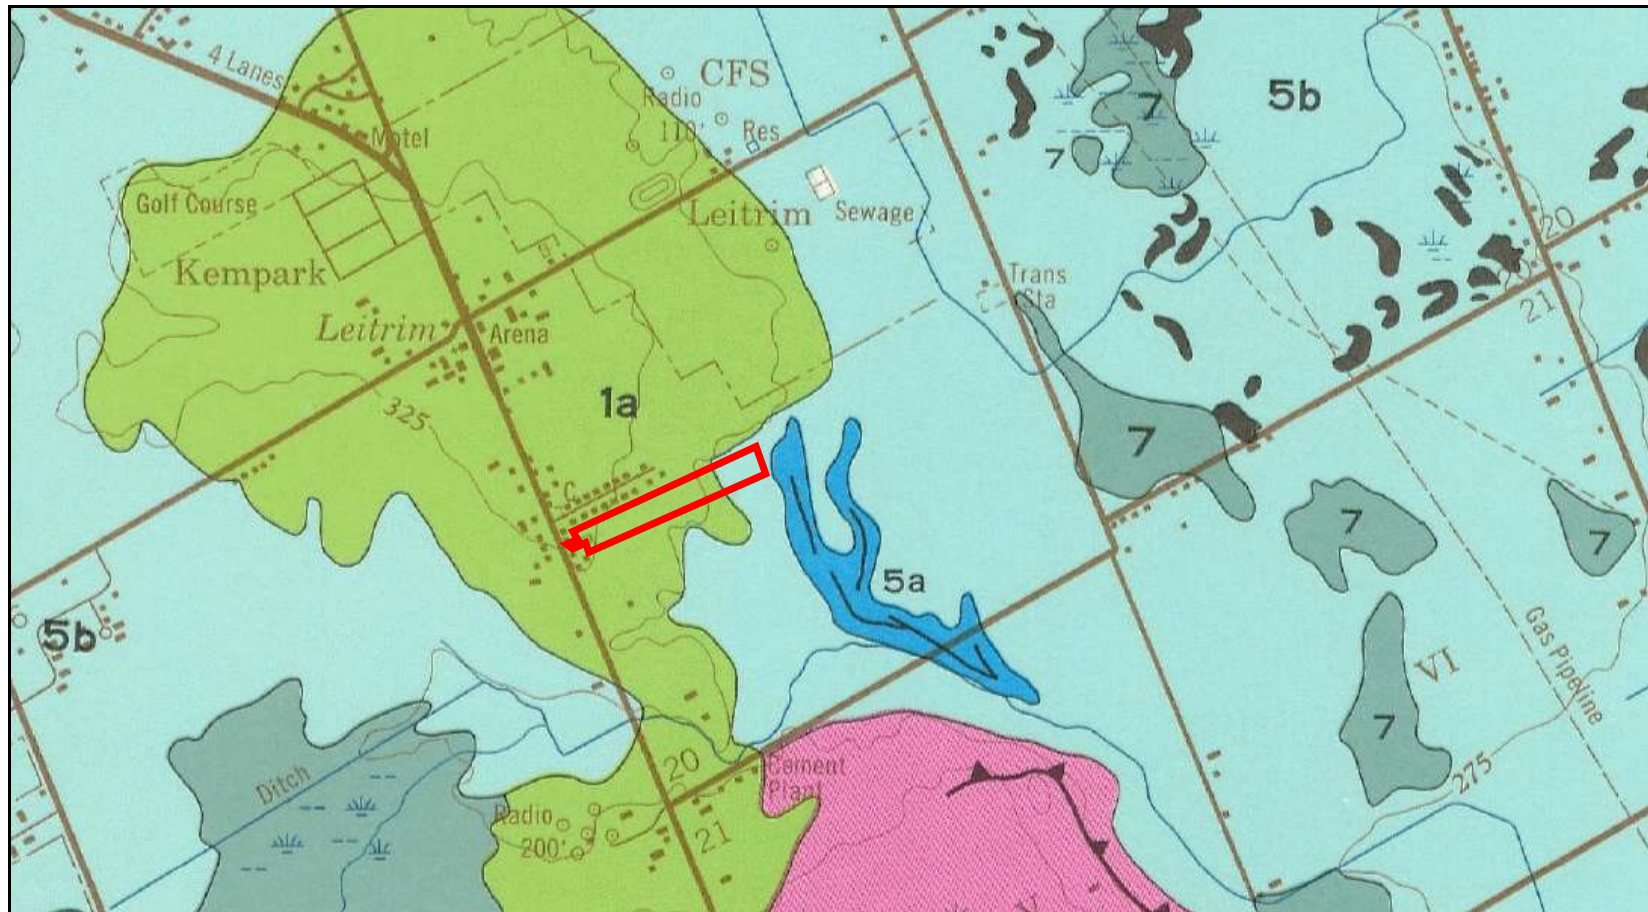 4 Lanes
CFS
Radio
110'
Res
Motel
5b
7
7
Golf Course
Leitrim
Sewage
20
Kempark
Trans
Sta
20
21
Leitrim
Arena
325
1a
C
7
7
7
5a
5b
Gas Pipeline
VI
7
20
Cement
Plant
275
Ditch
Radio
200'
21